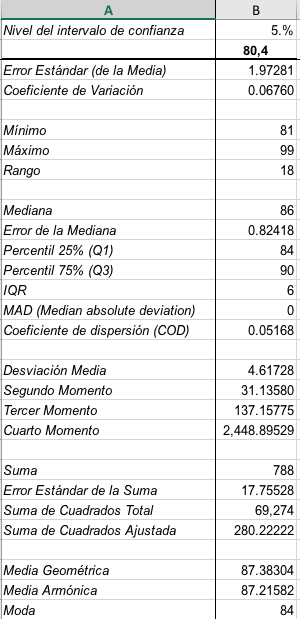 A B
Nivel del intervalo de confianza 5.%
80,4
Error Estándar (de la Media) 1.97281
Coeficiente de Variación 0.06760
Mínimo 81
Máximo 99
Rango 18
Mediana 86
Error de la Mediana 0.82418
Percentil 25% (Q1) 84
Percentil 75% (Q3) 90
IQR 6
MAD (Median absolute deviation) 0
Coeficiente de dispersión (COD) 0.05168
Desviación Media 4.61728
Segundo Momento 31.13580
Tercer Momento 137.15775
Cuarto Momento 2,448.89529
Suma 788
Error Estándar de la Suma 17.75528
Suma de Cuadrados Total 69,274
Suma de Cuadrados Ajustada 280.22222
Media Geométrica 87.38304
Media Armónica 87.21582
Moda 84